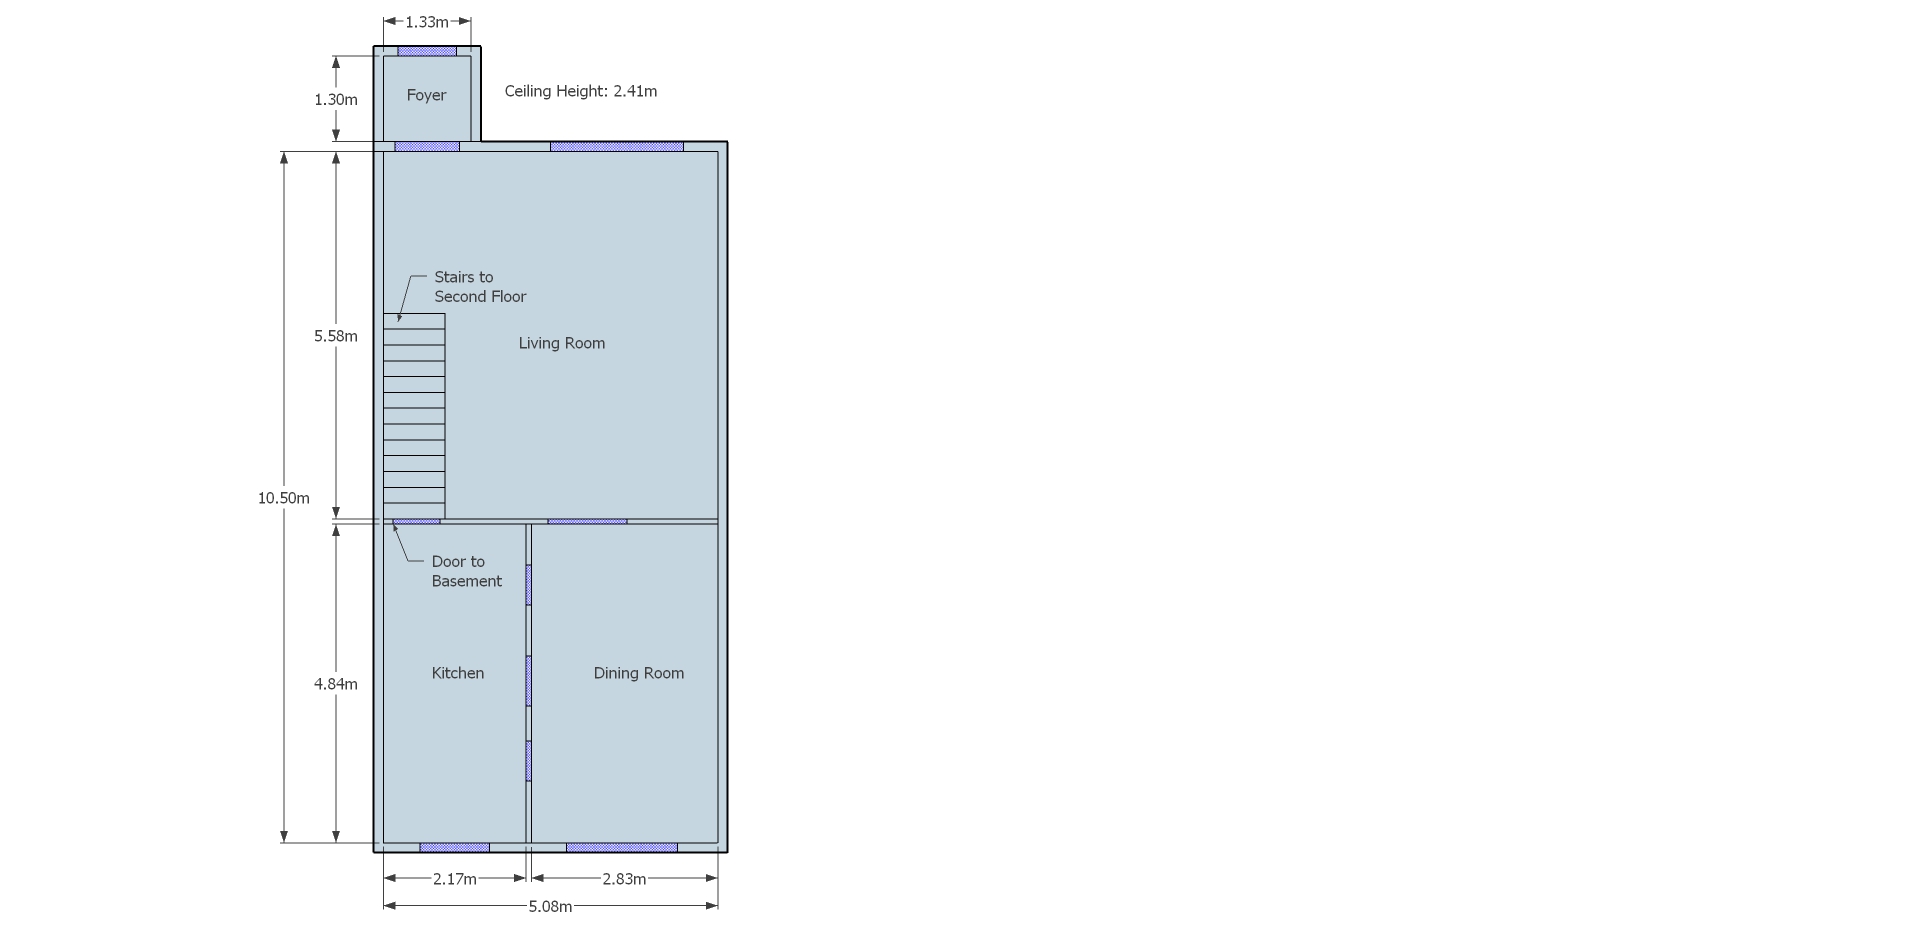 1.33m
Foyer
Ceiling Height: 2.41m
1.30m
Stairs to
Second Floor
5.58m
Living Room
10.50m
Door to
Basement
Kitchen
Dining Room
4.84m
2.17m
2.83m
5.08m